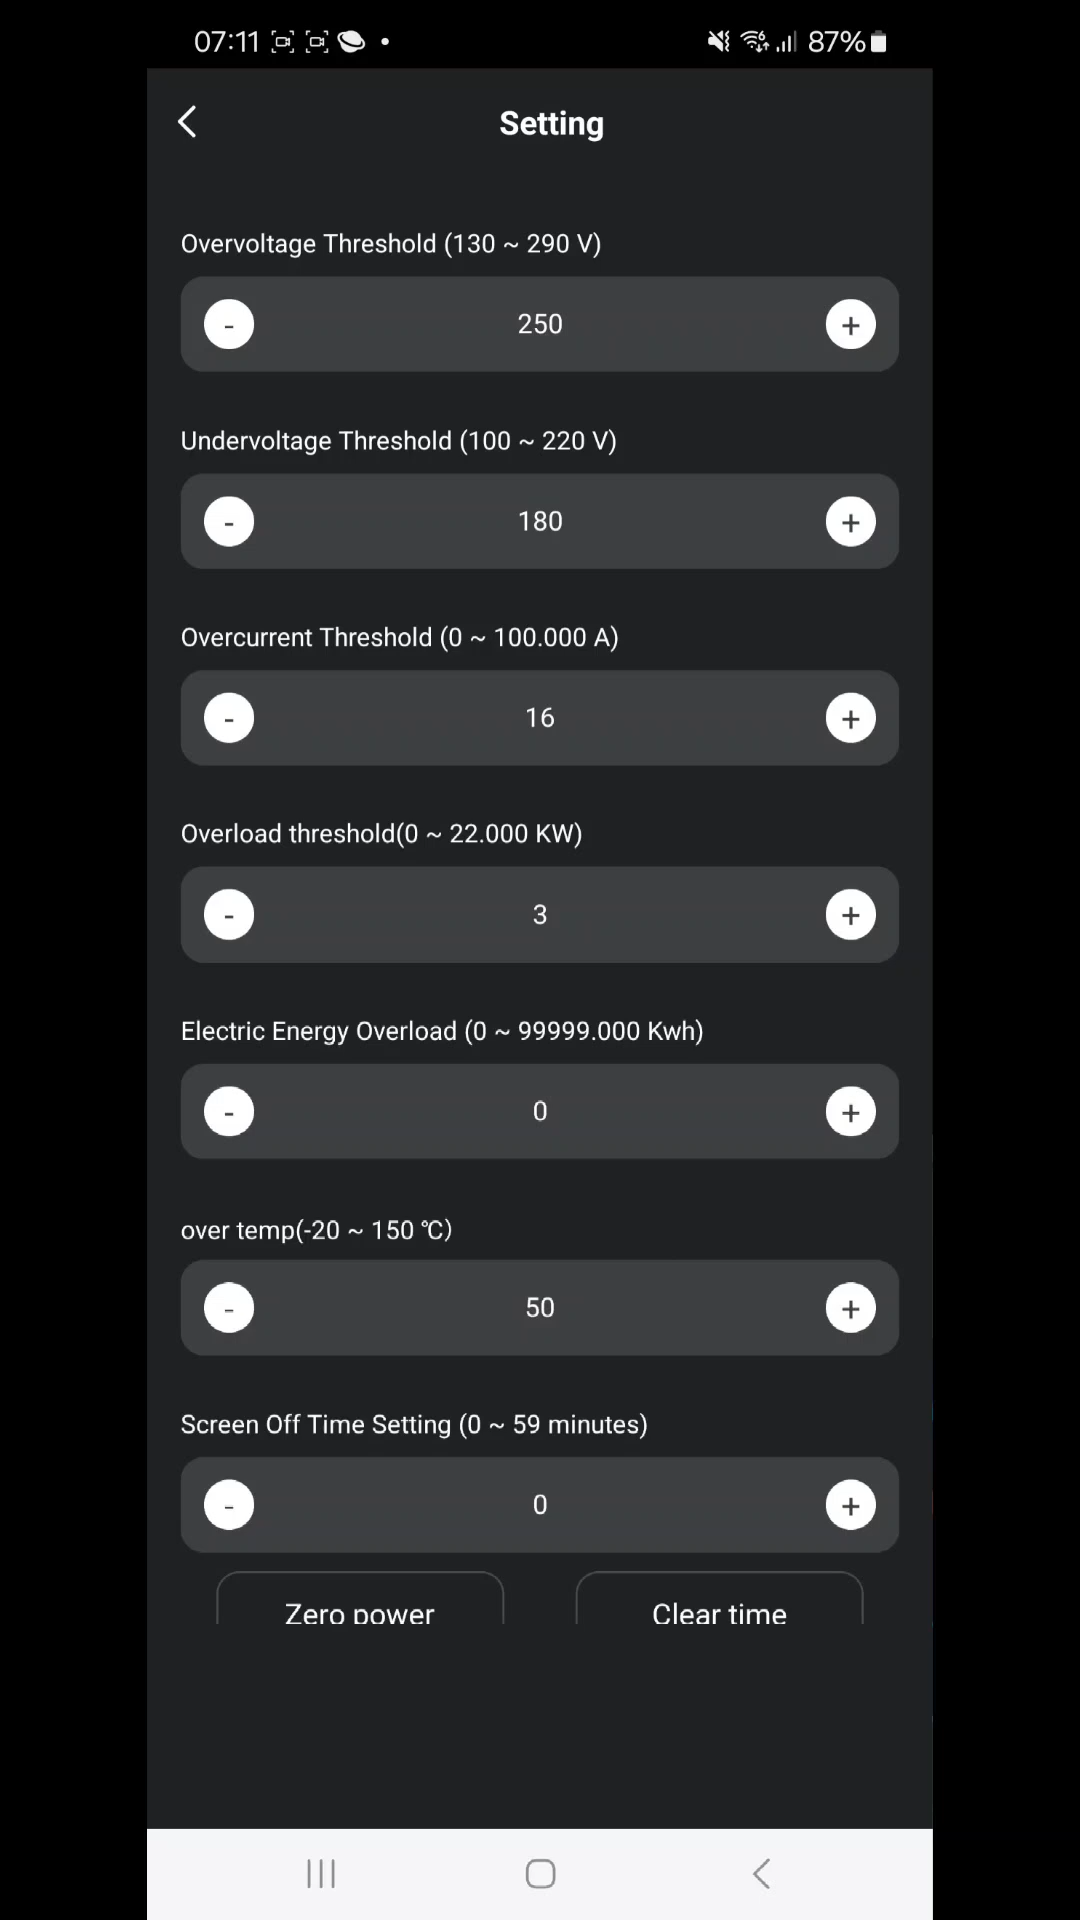 07:11 87%
Setting
Overvoltage Threshold (130 ~ 290 V)
- 250 +
Undervoltage Threshold (100 ~ 220 V)
- 180 +
Overcurrent Threshold (0 ~ 100.000 A)
- 16 +
Overload threshold(0 ~ 22.000 KW)
- 3 +
Electric Energy Overload (0 ~ 99999.000 Kwh)
- 0 +
over temp(-20 ~ 150 ℃)
- 50 +
Screen Off Time Setting (0 ~ 59 minutes)
- 0 +
Zero power Clear time